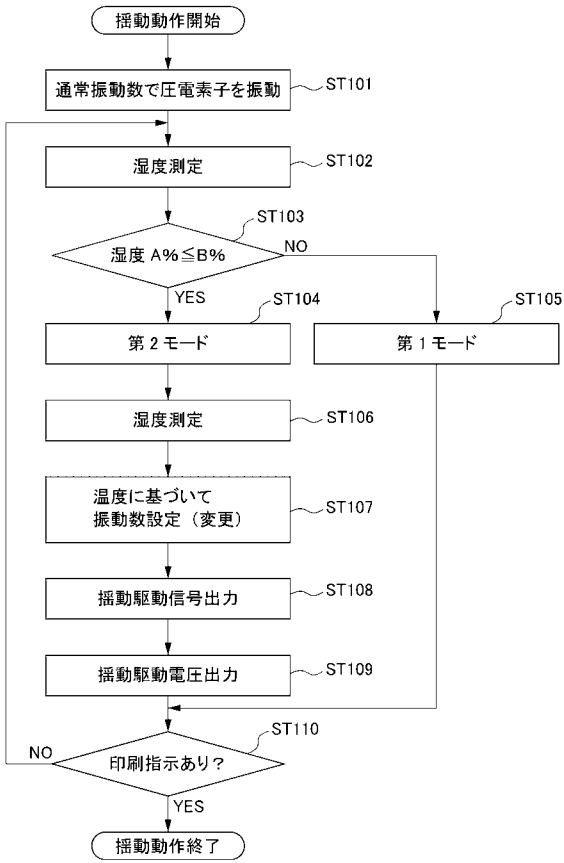 揺動動作開始
通常振動数で圧電素子を振動
ST101
湿度測定
ST102
ST103
湿度 A%≦B%
NO
YES
ST104
第2モード
ST105
第1モード
湿度測定
ST106
温度に基づいて
振動数設定（変更）
ST107
揺動駆動信号出力
ST108
揺動駆動電圧出力
ST109
ST110
NO
印刷指示あり？
YES
揺動動作終了